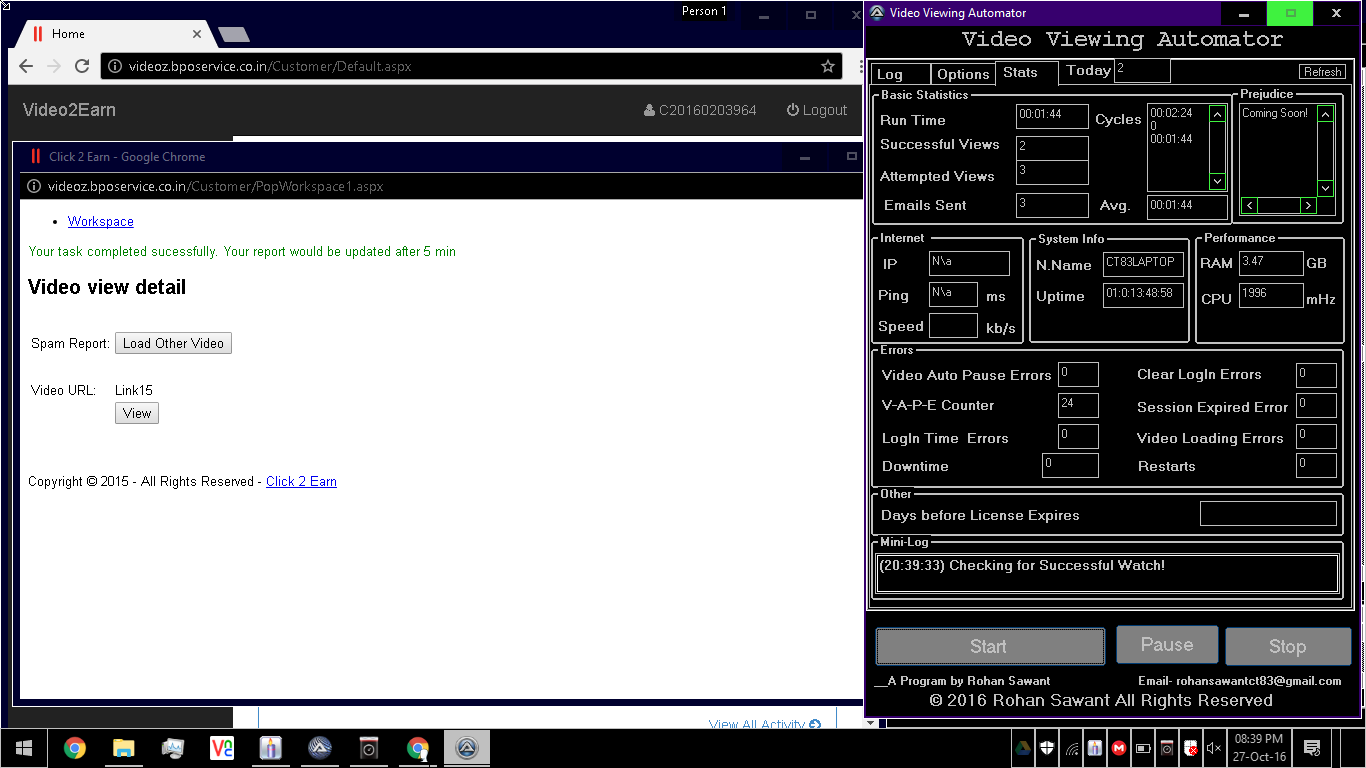 Person 1
Home
videoz.bposervice.co.in/Customer/Default.aspx
Video2Earn
C20160203964
Logout
Click 2 Earn - Google Chrome
videoz.bposervice.co.in/Customer/PopWorkspace1.aspx
Workspace
Your task completed sucessfully. Your report would be updated after 5 min
Video view detail
Spam Report: Load Other Video
Video URL: Link15
View
Copyright © 2015 - All Rights Reserved - Click 2 Earn
View All Activity
Video Viewing Automator
Video Viewing Automator
Log Options Stats Today 2 Refresh
Basic Statistics
Run Time 00:01:44
Successful Views 2
Attempted Views 3
Emails Sent 3
Cycles 00:02:24
0
00:01:44
Avg. 00:01:44
Prejudice
Coming Soon!
Internet
IP N\a
Ping N\a ms
Speed kb/s
System Info
N.Name CT83LAPTOP
Uptime 01:0:13:48:58
Performance
RAM 3.47 GB
CPU 1996 mHz
Errors
Video Auto Pause Errors 0
Clear LogIn Errors 0
V-A-P-E Counter 24
Session Expired Error 0
LogIn Time Errors 0
Video Loading Errors 0
Downtime 0
Restarts 0
Other
Days before License Expires
Mini-Log
(20:39:33) Checking for Successful Watch!
Start Pause Stop
__A Program by Rohan Sawant
Email- rohansawantct83@gmail.com
© 2016 Rohan Sawant All Rights Reserved
08:39 PM
27-Oct-16